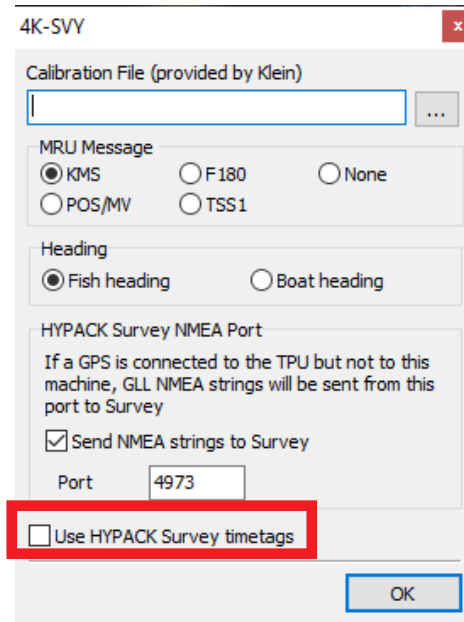 4K-SVY
x
Calibration File (provided by Klein)
...
MRU Message
KMS F180 None
POS/MV TSS1
Heading
Fish heading Boat heading
HYPACK Survey NMEA Port
If a GPS is connected to the TPU but not to this
machine, GLL NMEA strings will be sent from this
port to Survey
Send NMEA strings to Survey
Port 4973
Use HYPACK Survey timetags
OK